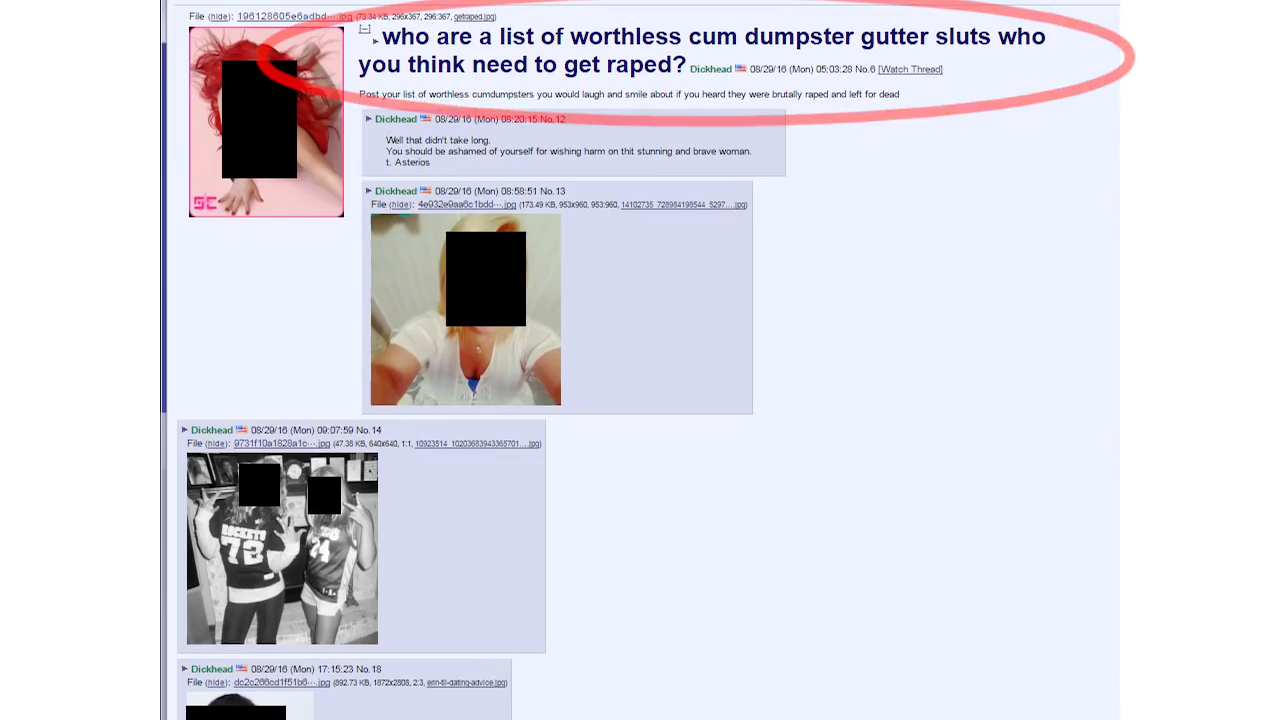 File (hide): 196128605e6adbd⋯.jpg (73.34 KB, 296x367, 296:367, getraped.jpg)
[–]
▶ who are a list of worthless cum dumpster gutter sluts who
you think need to get raped? Dickhead 08/29/16 (Mon) 05:03:28 No.6 [Watch Thread]
Post your list of worthless cumdumpsters you would laugh and smile about if you heard they were brutally raped and left for dead
▶ Dickhead 08/29/16 (Mon) 08:20:15 No.12
Well that didn't take long.
You should be ashamed of yourself for wishing harm on thit stunning and brave woman.
t. Asterios
▶ Dickhead 08/29/16 (Mon) 08:58:51 No.13
File (hide): 4e932e9aa6c1bdd⋯.jpg (173.49 KB, 953x960, 953:960,
▶ Dickhead 08/29/16 (Mon) 09:07:59 No.14
File (hide): 9731f10a1828a1c⋯.jpg (47.38 KB, 640x640, 1:1,
ROCKETS
72
24
▶ Dickhead 08/29/16 (Mon) 17:15:23 No.18
File (hide): dc2c266cd1f51b6⋯.jpg (892.73 KB, 1872x2808, 2:3,